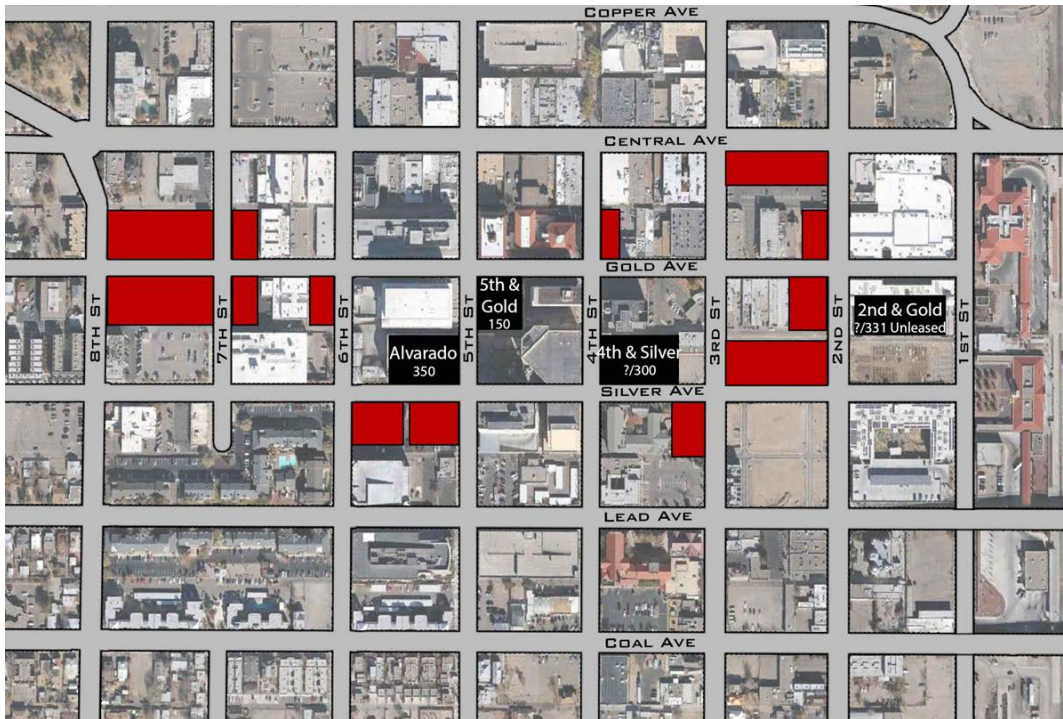 COPPER AVE
CENTRAL AVE
GOLD AVE
8TH ST
7TH ST
6TH ST
5TH ST
4TH ST
3RD ST
2ND ST
1ST ST
5th &
Gold
150
2nd & Gold
?/331 Unleased
Alvarado
350
4th & Silver
?/300
SILVER AVE
LEAD AVE
COAL AVE